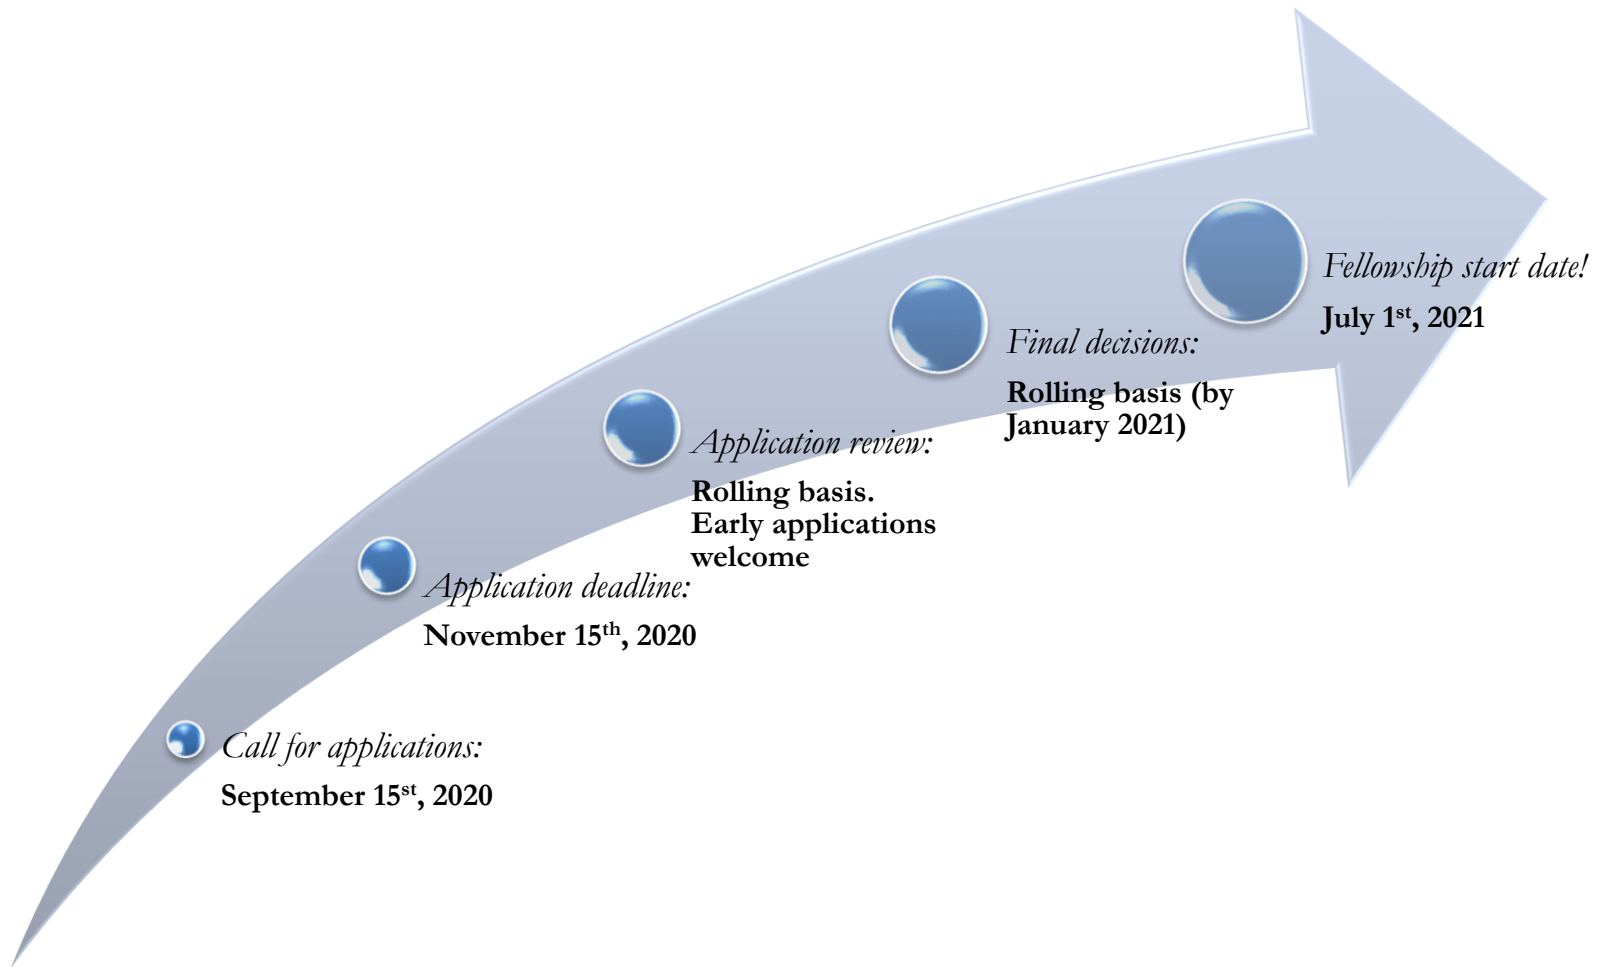 Call for applications:
September 15st, 2020
Application deadline:
November 15th, 2020
Application review:
Rolling basis.
Early applications
welcome
Final decisions:
Rolling basis (by
January 2021)
Fellowship start date!
July 1st, 2021